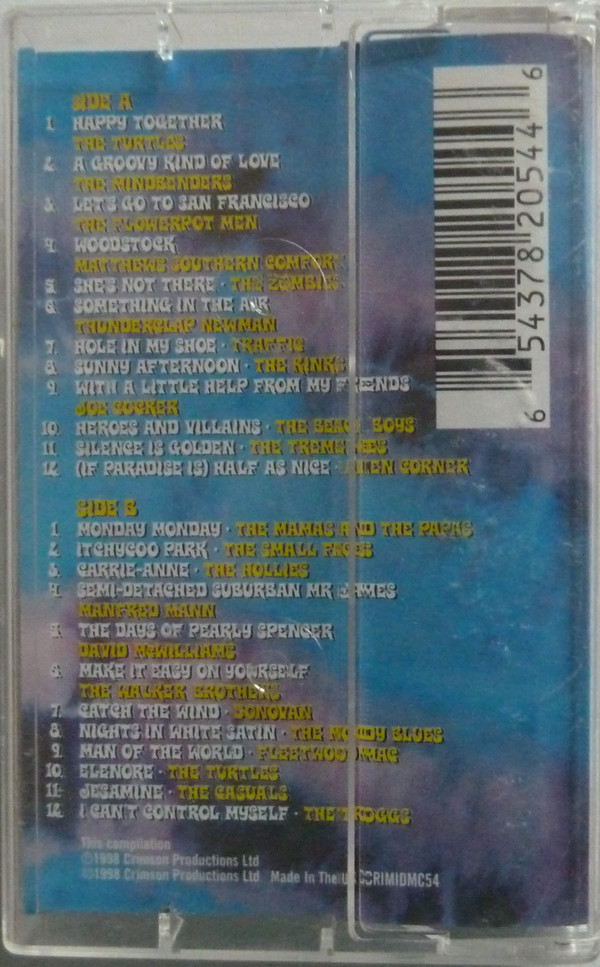 SIDE A
1. HAPPY TOGETHER
THE TURTLES
2. A GROOVY KIND OF LOVE
THE MINDBENDERS
3. LET'S GO TO SAN FRANCISCO
THE FLOWERPOT MEN
4. WOODSTOCK
MATTHEWS SOUTHERN COMFORT
5. SHE'S NOT THERE · THE ZOMBIES
6. SOMETHING IN THE AIR
THUNDERCLAP NEWMAN
7. HOLE IN MY SHOE · TRAFFIC
8. SUNNY AFTERNOON · THE KINKS
9. WITH A LITTLE HELP FROM MY FRIENDS
JOE COCKER
10. HEROES AND VILLAINS · THE BEACH BOYS
11. SILENCE IS GOLDEN · THE TREMELOES
12. (IF PARADISE IS) HALF AS NICE · AMEN CORNER
SIDE B
1. MONDAY MONDAY · THE MAMAS AND THE PAPAS
2. ITCHYCOO PARK · THE SMALL FACES
3. CARRIE-ANNE · THE HOLLIES
4. SEMI-DETACHED SUBURBAN MR JAMES
MANFRED MANN
5. THE DAYS OF PEARLY SPENCER
DAVID McWILLIAMS
6. MAKE IT EASY ON YOURSELF
THE WALKER BROTHERS
7. CATCH THE WIND · DONOVAN
8. NIGHTS IN WHITE SATIN · THE MOODY BLUES
9. MAN OF THE WORLD · FLEETWOOD MAC
10. ELENORE · THE TURTLES
11. JESAMINE · THE CASUALS
12. I CAN'T CONTROL MYSELF · THE TROGGS
This compilation
℗1998 Crimson Productions Ltd
©1998 Crimson Productions Ltd Made In The UK CRIMIDMC54
6 54378 20544 6